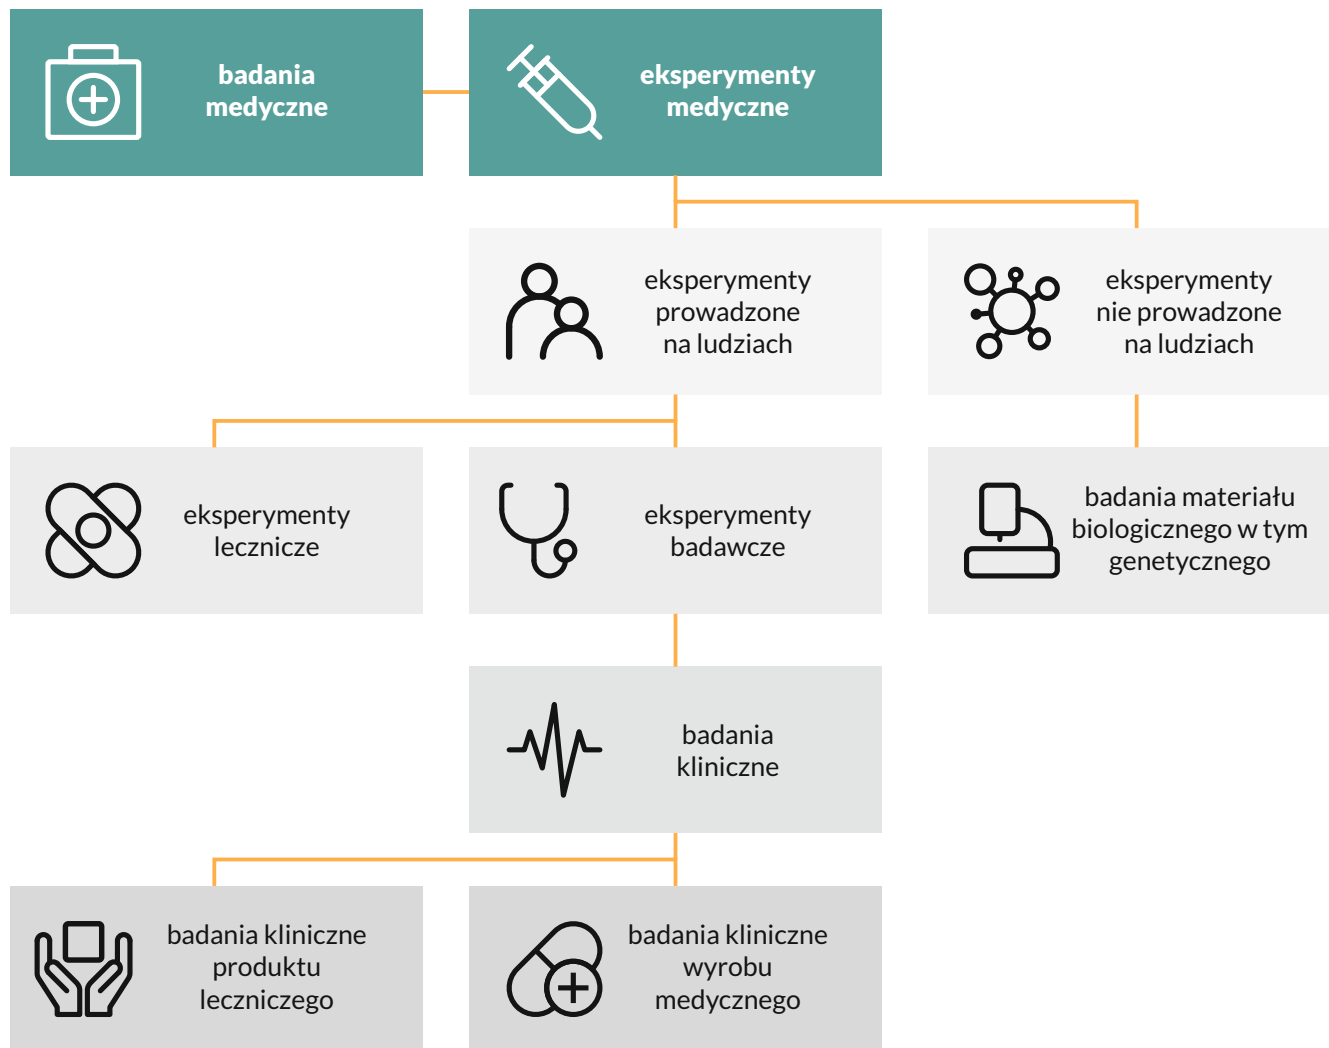 badania
medyczne
eksperymenty
medyczne
eksperymenty
prowadzone
na ludziach
eksperymenty
nie prowadzone
na ludziach
eksperymenty
lecznicze
eksperymenty
badawcze
badania materiału
biologicznego w tym
genetycznego
badania
kliniczne
badania kliniczne
produktu
leczniczego
badania kliniczne
wyrobu
medycznego